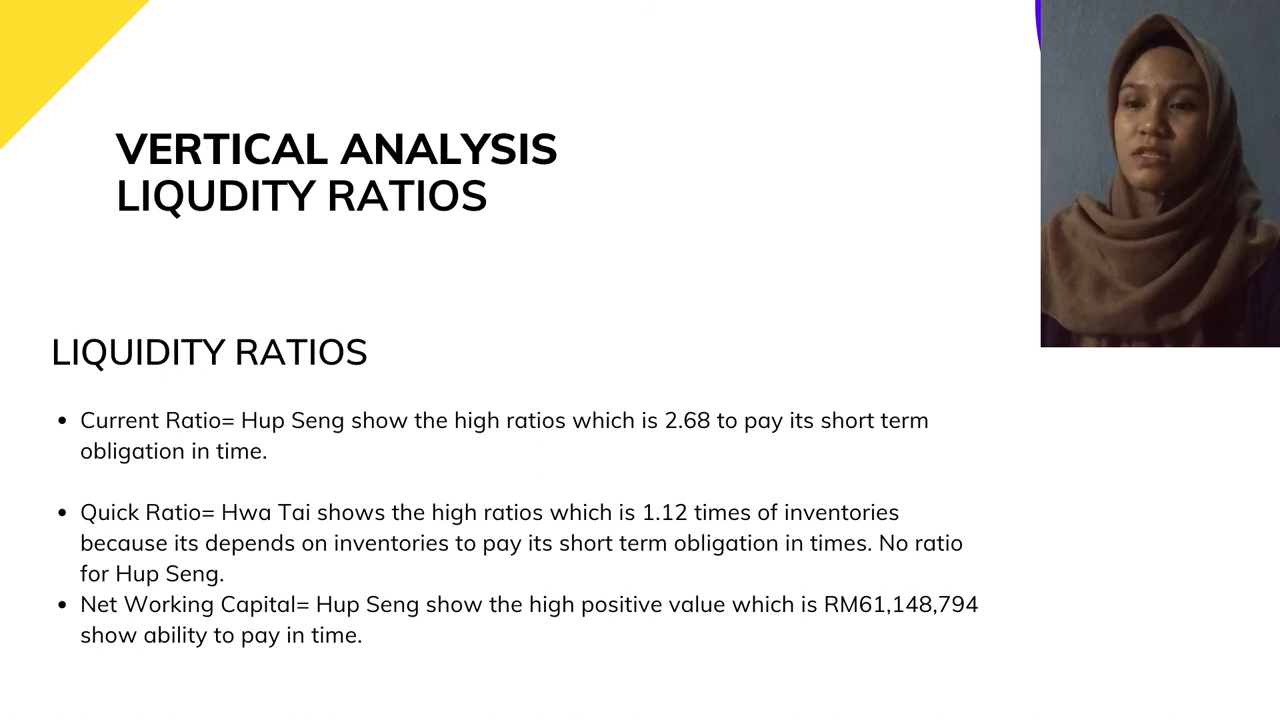 VERTICAL ANALYSIS
LIQUDITY RATIOS
LIQUIDITY RATIOS
• Current Ratio= Hup Seng show the high ratios which is 2.68 to pay its short term
obligation in time.
• Quick Ratio= Hwa Tai shows the high ratios which is 1.12 times of inventories
because its depends on inventories to pay its short term obligation in times. No ratio
for Hup Seng.
• Net Working Capital= Hup Seng show the high positive value which is RM61,148,794
show ability to pay in time.